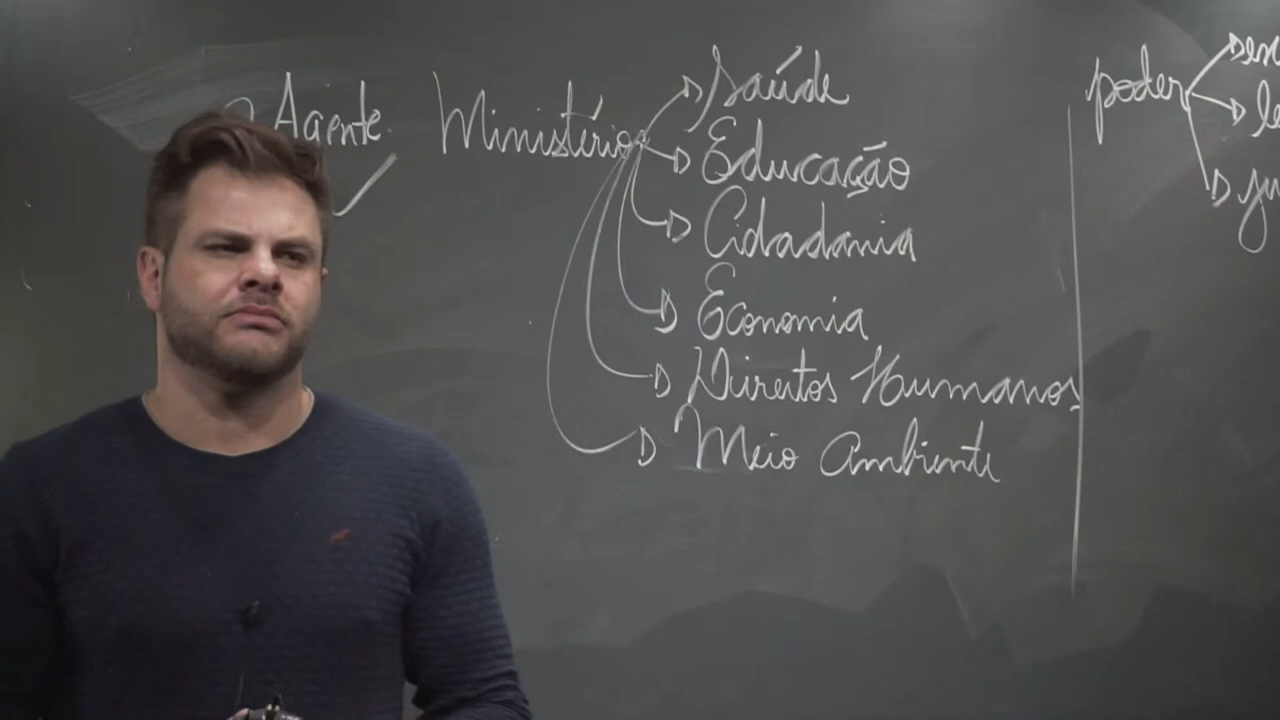 Agente
Ministério
Saúde
Educação
Cidadania
Economia
Direitos Humanos
Meio Ambiente
poder